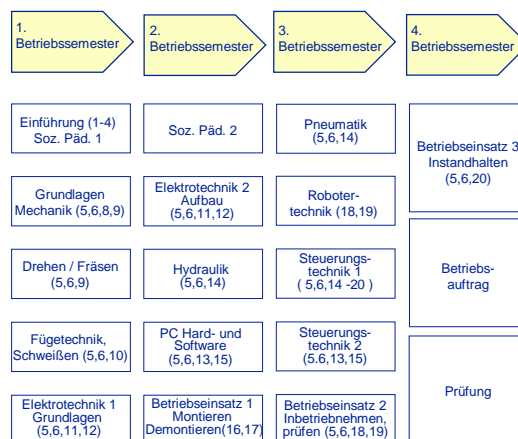 1.
Betriebssemester
2.
Betriebssemester
3.
Betriebssemester
4.
Betriebssemester
Einführung (1-4)
Soz. Päd. 1
Soz. Päd. 2
Pneumatik
(5,6,14)
Betriebseinsatz 3
Instandhalten
(5,6,20)
Grundlagen
Mechanik (5,6,8,9)
Elektrotechnik 2
Aufbau
(5,6,11,12)
Roboter-
technik (18,19)
Drehen / Fräsen
(5,6,9)
Hydraulik
(5,6,14)
Steuerungs-
technik 1
( 5,6,14 -20 )
Betriebs-
auftrag
Fügetechnik,
Schweißen (5,6,10)
PC Hard- und
Software
(5,6,13,15)
Steuerungs-
technik 2
(5,6,13,15)
Prüfung
Elektrotechnik 1
Grundlagen
(5,6,11,12)
Betriebseinsatz 1
Montieren
Demontieren(16,17)
Betriebseinsatz 2
Inbetriebnehmen,
prüfen (5,6,18,19)